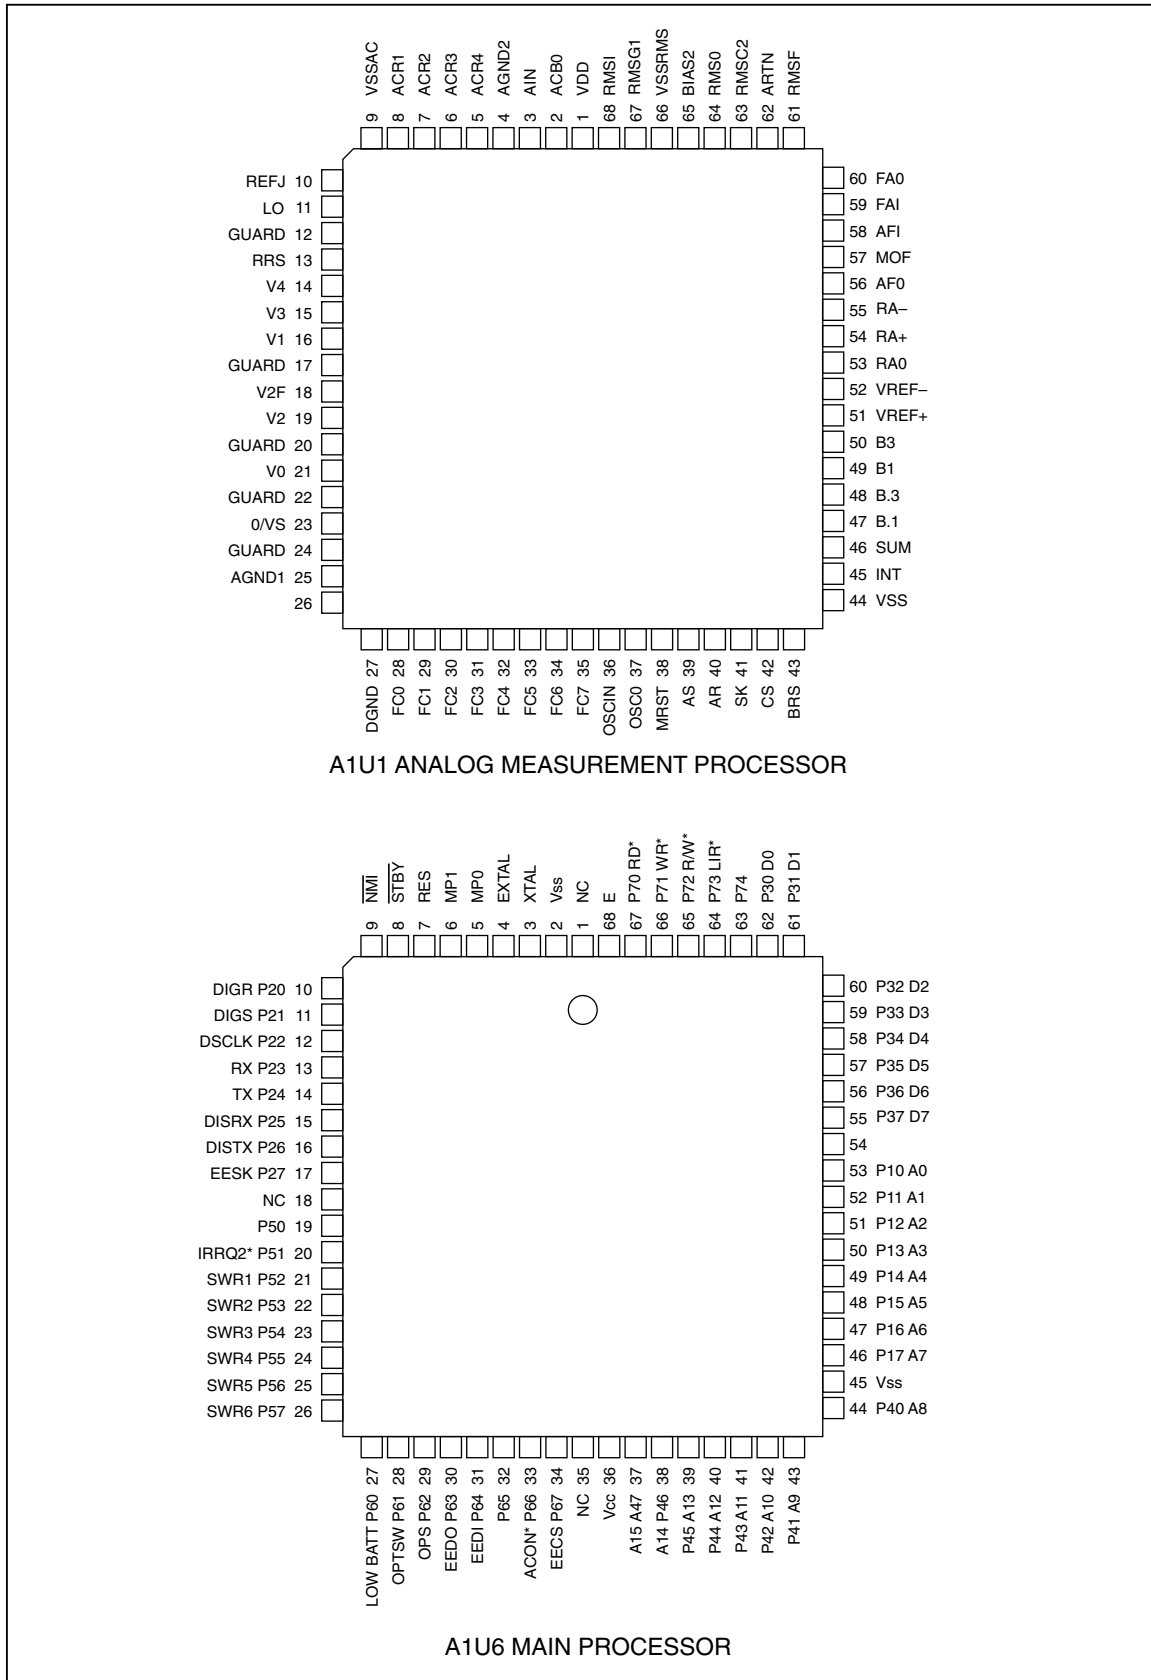 9 VSSAC
8 ACR1
7 ACR2
6 ACR3
5 ACR4
4 AGND2
3 AIN
2 ACB0
1 VDD
68 RMSI
67 RMSG1
66 VSSRMS
65 BIAS2
64 RMS0
63 RMSC2
62 ARTN
61 RMSF
REFJ 10
LO 11
GUARD 12
RRS 13
V4 14
V3 15
V1 16
GUARD 17
V2F 18
V2 19
GUARD 20
V0 21
GUARD 22
0/VS 23
GUARD 24
AGND1 25
26
60 FA0
59 FAI
58 AFI
57 MOF
56 AF0
55 RA–
54 RA+
53 RA0
52 VREF–
51 VREF+
50 B3
49 B1
48 B.3
47 B.1
46 SUM
45 INT
44 VSS
DGND 27
FC0 28
FC1 29
FC2 30
FC3 31
FC4 32
FC5 33
FC6 34
FC7 35
OSCIN 36
OSC0 37
MRST 38
AS 39
AR 40
SK 41
CS 42
BRS 43
A1U1 ANALOG MEASUREMENT PROCESSOR
9 NMI
8 STBY
7 RES
6 MP1
5 MP0
4 EXTAL
3 XTAL
2 Vss
1 NC
68 E
67 P70 RD*
66 P71 WR*
65 P72 R/W*
64 P73 LIR*
63 P74
62 P30 D0
61 P31 D1
DIGR P20 10
DIGS P21 11
DSCLK P22 12
RX P23 13
TX P24 14
DISRX P25 15
DISTX P26 16
EESK P27 17
NC 18
P50 19
IRRQ2* P51 20
SWR1 P52 21
SWR2 P53 22
SWR3 P54 23
SWR4 P55 24
SWR5 P56 25
SWR6 P57 26
60 P32 D2
59 P33 D3
58 P34 D4
57 P35 D5
56 P36 D6
55 P37 D7
54
53 P10 A0
52 P11 A1
51 P12 A2
50 P13 A3
49 P14 A4
48 P15 A5
47 P16 A6
46 P17 A7
45 Vss
44 P40 A8
LOW BATT P60 27
OPTSW P61 28
OPS P62 29
EEDO P63 30
EEDI P64 31
P65 32
ACON* P66 33
EECS P67 34
NC 35
Vcc 36
A15 A47 37
A14 P46 38
P45 A13 39
P44 A12 40
P43 A11 41
P42 A10 42
P41 A9 43
A1U6 MAIN PROCESSOR